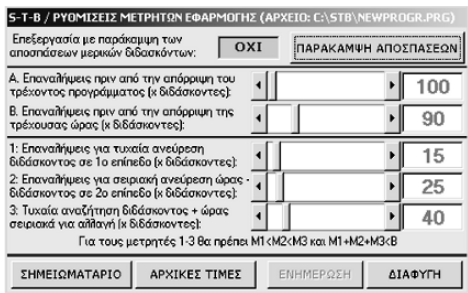 S-T-B / ΡΥΘΜΙΣΕΙΣ ΜΕΤΡΗΤΩΝ ΕΦΑΡΜΟΓΗΣ (ΑΡΧΕΙΟ: C:\STB\NEWPROGR.PRG)
Επεξεργασία με παράκαμψη των
αποσπάσεων μερικών διδασκόντων:
ΟΧΙ
ΠΑΡΑΚΑΜΨΗ ΑΠΟΣΠΑΣΕΩΝ
Α. Επαναλήψεις πριν από την απόρριψη του
τρέχοντος προγράμματος (x διδάσκοντες):
100
Β. Επαναλήψεις πριν από την απόρριψη της
τρέχουσας ώρας (x διδάσκοντες):
90
1: Επαναλήψεις για τυχαία ανεύρεση
διδάσκοντος σε 1ο επίπεδο (x διδάσκοντες):
15
2: Επαναλήψεις για σειριακή ανεύρεση ώρας -
διδάσκοντος σε 2ο επίπεδο (x διδάσκοντες):
25
3: Τυχαία αναζήτηση διδάσκοντος + ώρας
σειριακά για αλλαγή (x διδάσκοντες):
40
Για τους μετρητές 1-3 θα πρέπει Μ1<Μ2<Μ3 και Μ1+Μ2+Μ3<Β
ΣΗΜΕΙΩΜΑΤΑΡΙΟ
ΑΡΧΙΚΕΣ ΤΙΜΕΣ
ΕΝΗΜΕΡΩΣΗ
ΔΙΑΦΥΓΗ